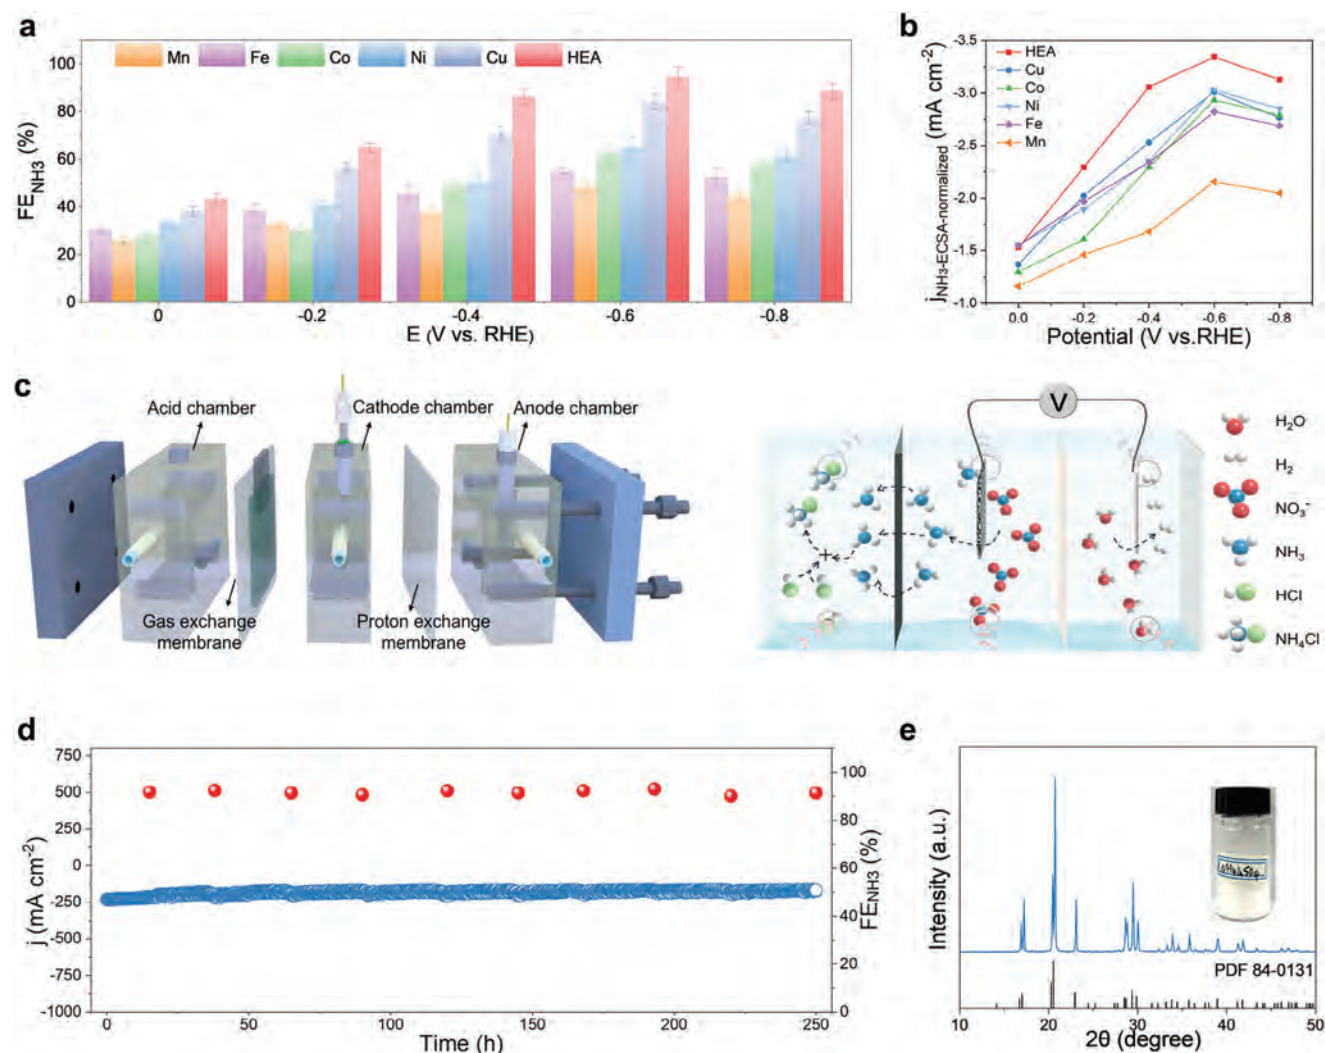 a
Mn Fe Co Ni Cu HEA
FE_NH3 (%)
100
80
60
40
20
0
0 -0.2 -0.4 -0.6 -0.8
E (V vs. RHE)
b
j_NH3-ECSA-normalized (mA cm⁻²)
-3.5
-3.0
-2.5
-2.0
-1.5
-1.0
HEA
Cu
Co
Ni
Fe
Mn
0.0 -0.2 -0.4 -0.6 -0.8
Potential (V vs.RHE)
c
Acid chamber
Cathode chamber
Anode chamber
Gas exchange
membrane
Proton exchange
membrane
V
H₂O
H₂
NO₃⁻
NH₃
HCl
NH₄Cl
d
j (mA cm⁻²)
750
500
250
0
-250
-500
-750
-1000
0 50 100 150 200 250
Time (h)
100
80
60
40
20
0
FE_NH3 (%)
e
Intensity (a.u.)
PDF 84-0131
10 20 30 40 50
2θ (degree)